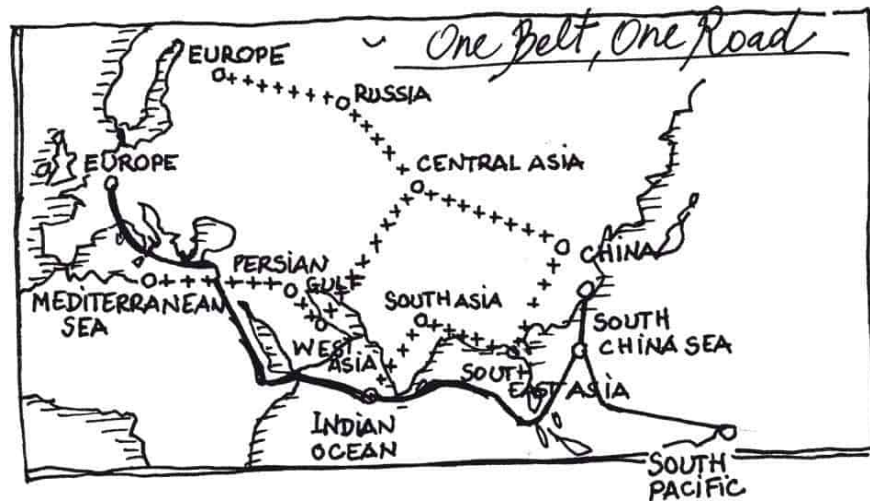 One Belt, One Road
EUROPE
RUSSIA
EUROPE
CENTRAL ASIA
CHINA
PERSIAN
GULF
MEDITERRANEAN
SEA
SOUTH ASIA
WEST
ASIA
SOUTH
CHINA SEA
SOUTH
EAST ASIA
INDIAN
OCEAN
SOUTH
PACIFIC